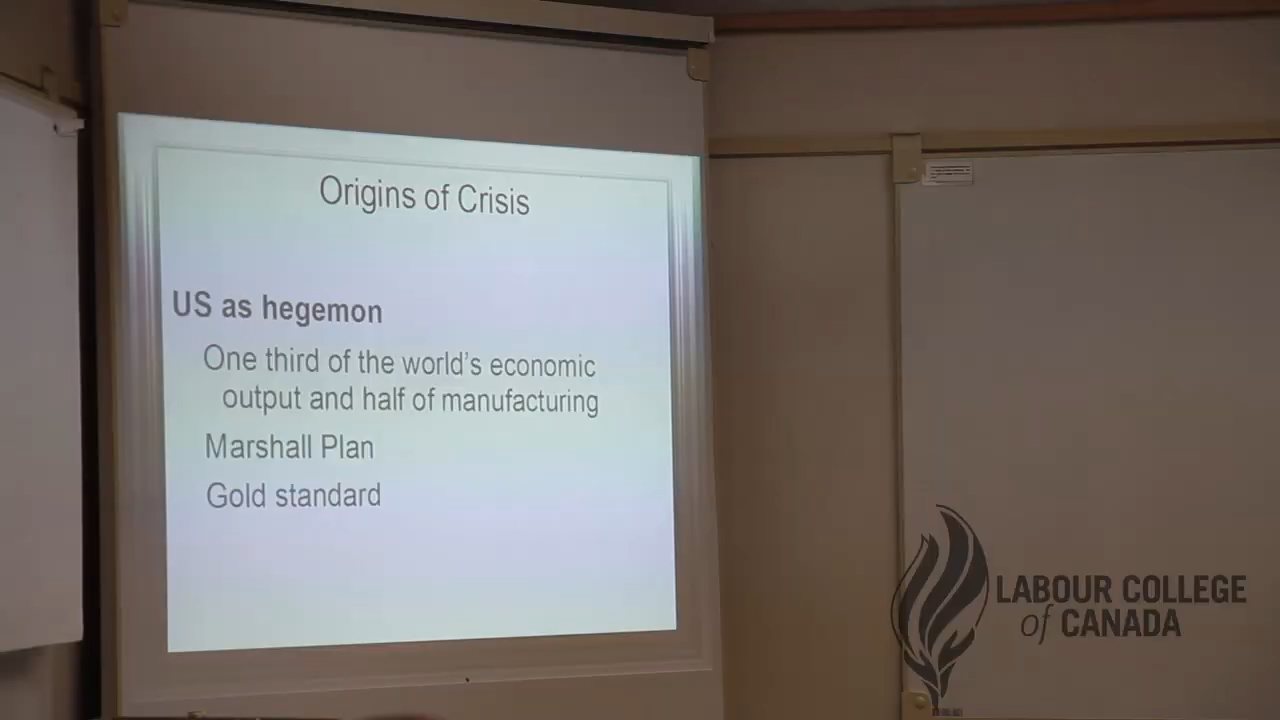 Origins of Crisis
US as hegemon
One third of the world's economic
output and half of manufacturing
Marshall Plan
Gold standard
LABOUR COLLEGE
of CANADA